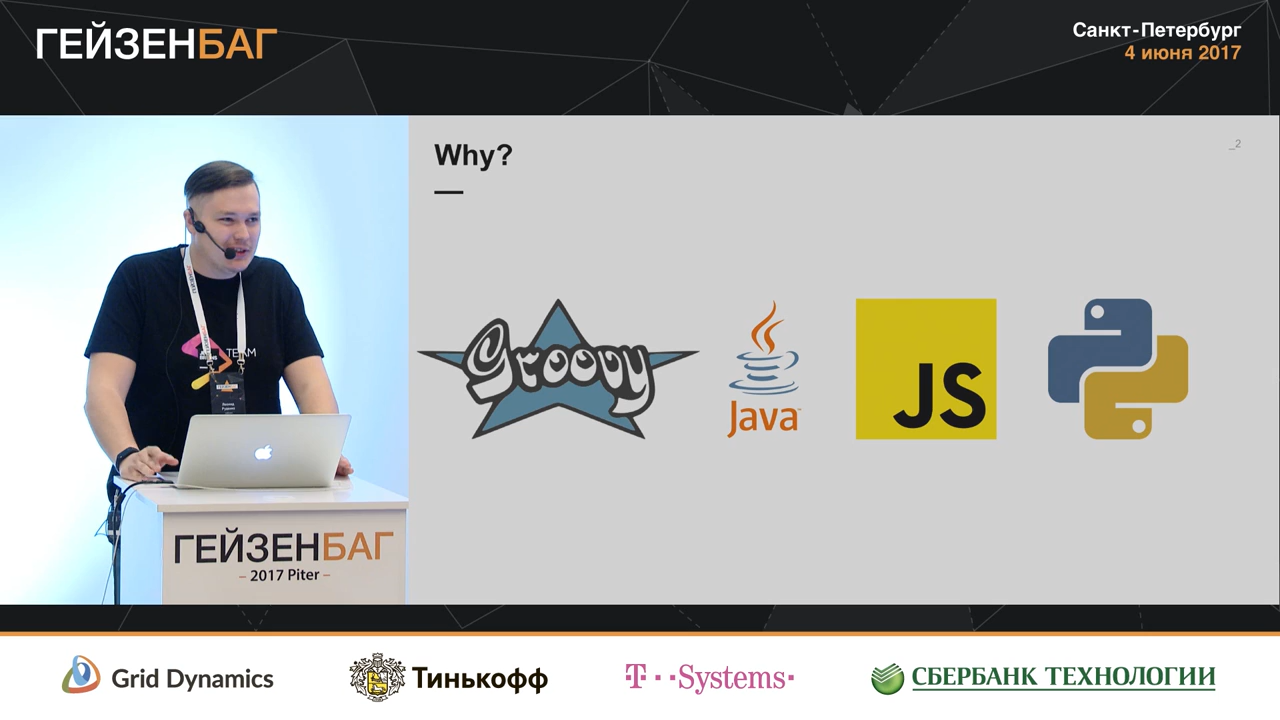 ГЕЙЗЕНБАГ
Санкт-Петербург
4 июня 2017
Why?
_2
Groovy
Java
JS
TEAM
ГЕЙЗЕНБАГ
– 2017 Piter –
Grid Dynamics
Тинькофф
T··Systems·
СБЕРБАНК ТЕХНОЛОГИИ